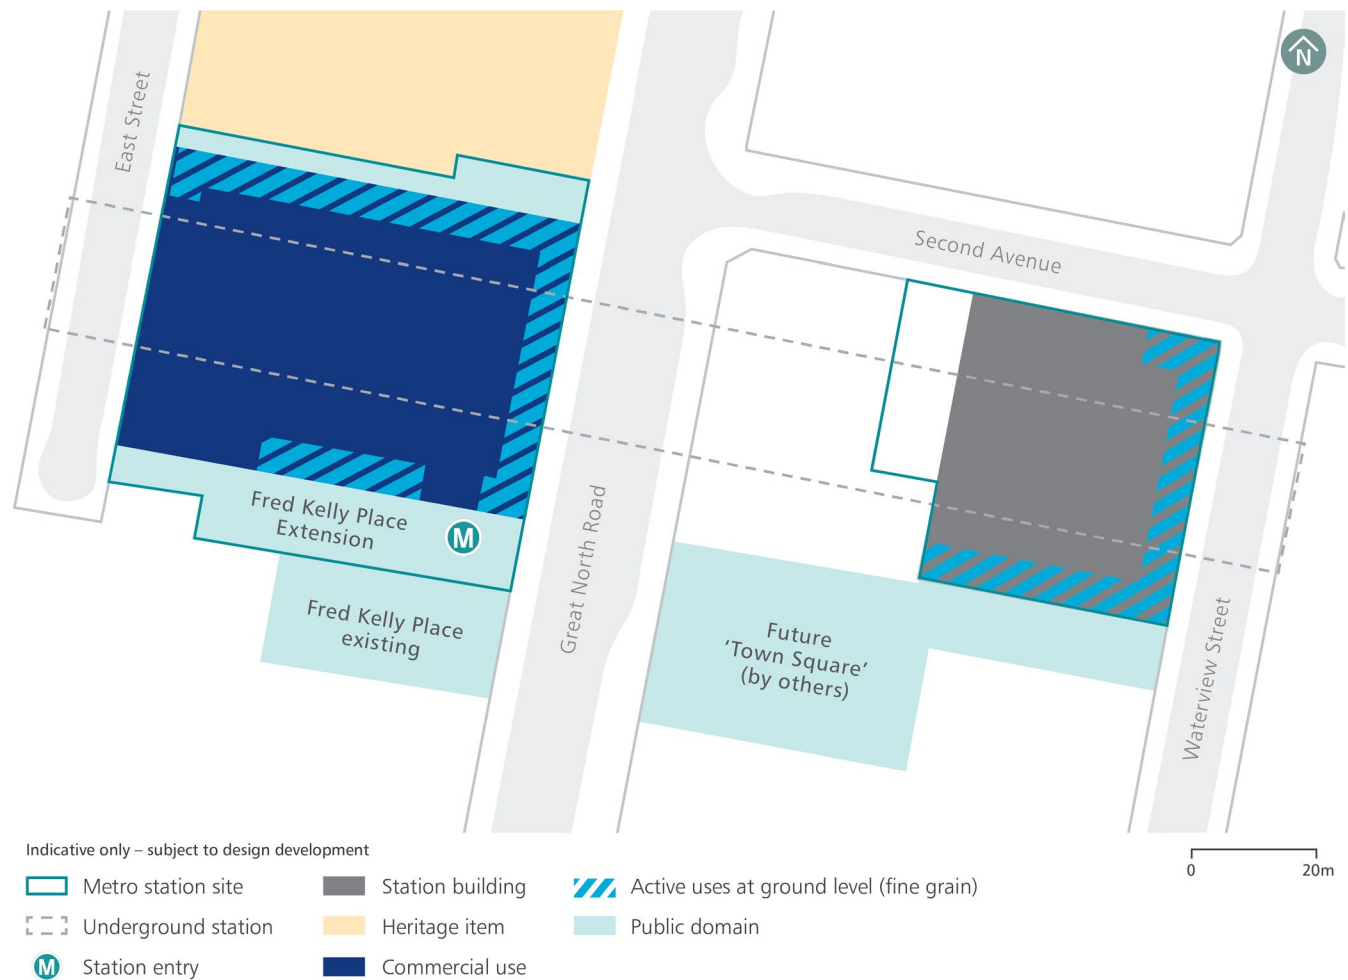 N
East Street
Second Avenue
Fred Kelly Place
Extension
M
Great North Road
Fred Kelly Place
existing
Future
‘Town Square‘
(by others)
Waterview Street
Indicative only – subject to design development
0 20m
Metro station site
Station building
Active uses at ground level (fine grain)
Underground station
Heritage item
Public domain
M Station entry
Commercial use